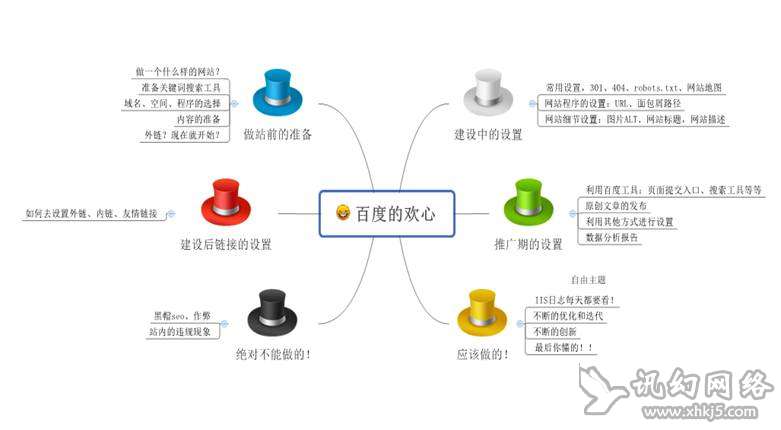 百度的欢心
做站前的准备
做一个什么样的网站？
准备关键词搜索工具
域名、空间、程序的选择
内容的准备
外链？现在就开始？
建设后链接的设置
如何去设置外链、内链、友情链接
绝对不能做的！
黑帽seo、作弊
站内的违规现象
建设中的设置
常用设置、301、404、robots.txt、网站地图
网站程序的设置：URL、面包屑路径
网站细节设置：图片ALT、网站标题、网站描述
推广期的设置
利用百度工具：页面提交入口、搜索工具等等
原创文章的发布
利用其他方式进行设置
数据分析报告
自由主题
应该做的！
IIS日志每天都要看！
不断的优化和迭代
不断的创新
最后你懂的！！
讯幻网络
www.xhkj5.com